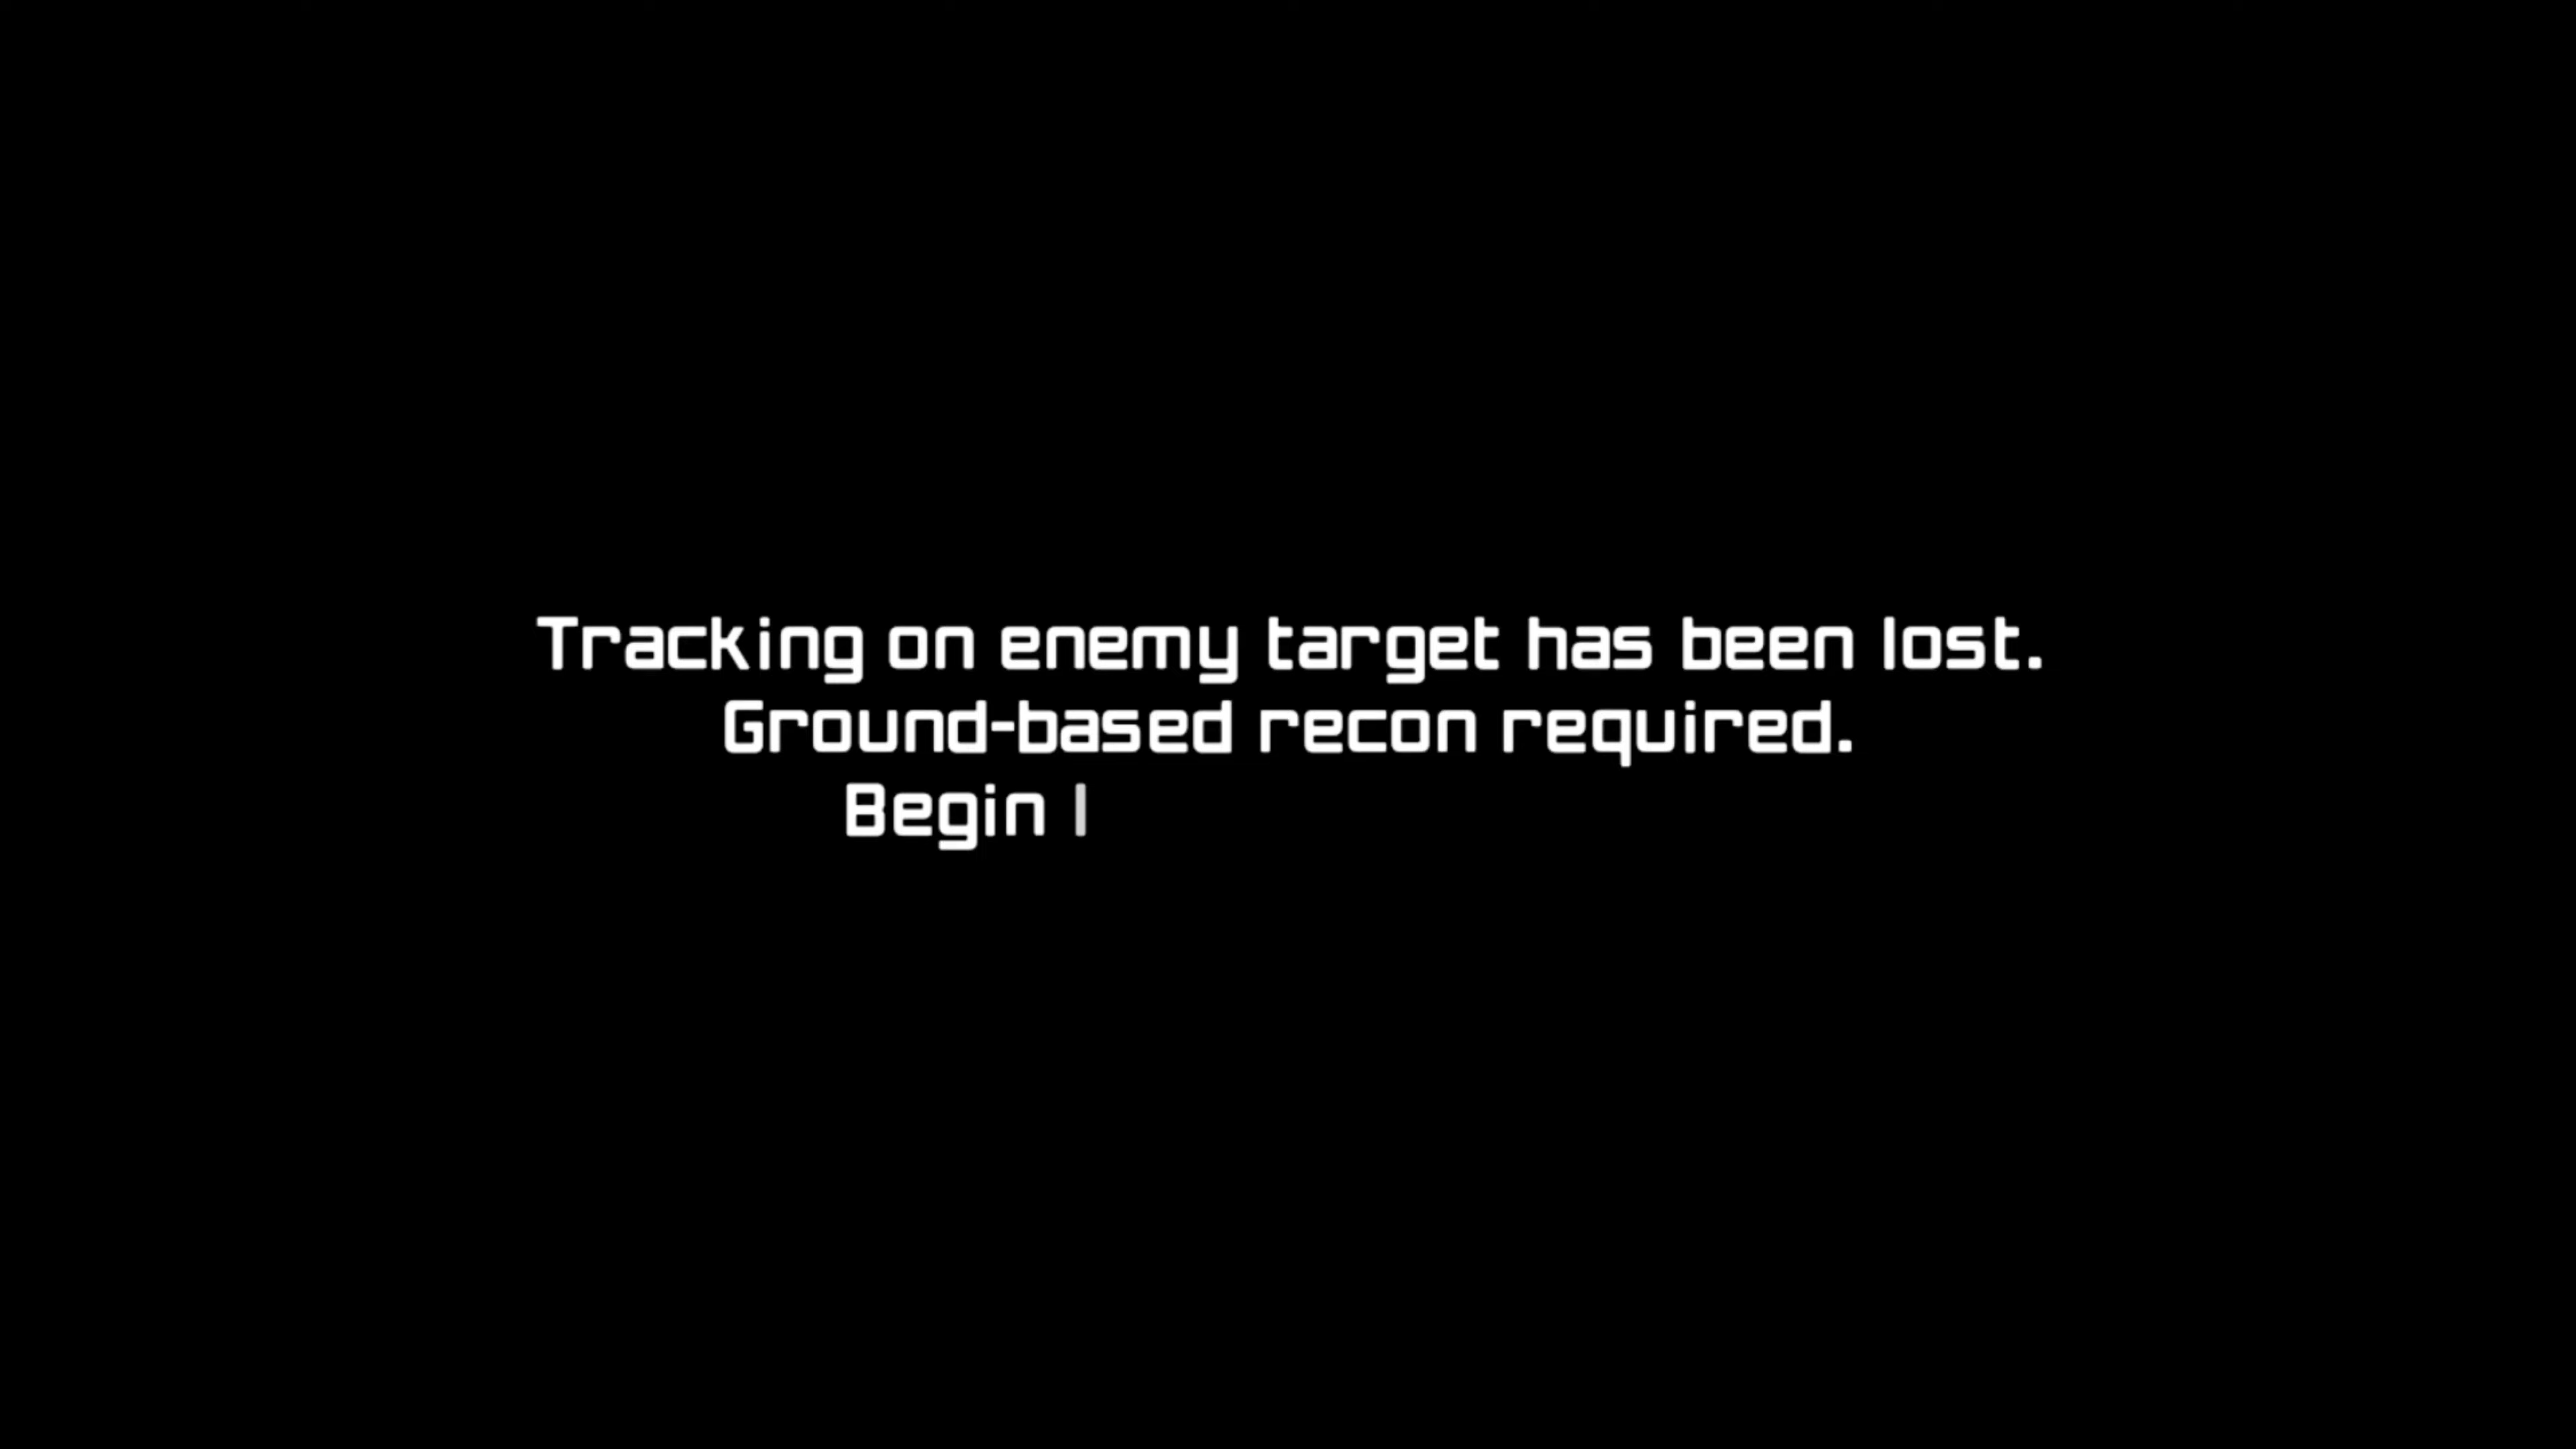 Tracking on enemy target has been lost.
Ground-based recon required.
Begin l